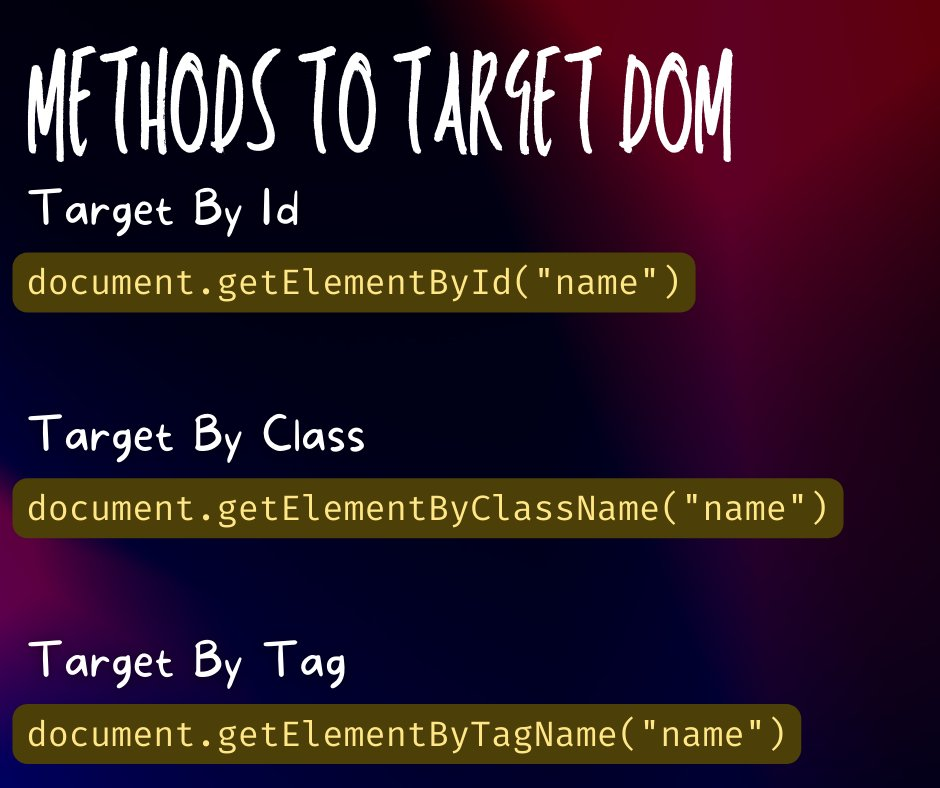 METHODS TO TARGET DOM
Target By Id
document.getElementById("name")
Target By Class
document.getElementByClassName("name")
Target By Tag
document.getElementByTagName("name")